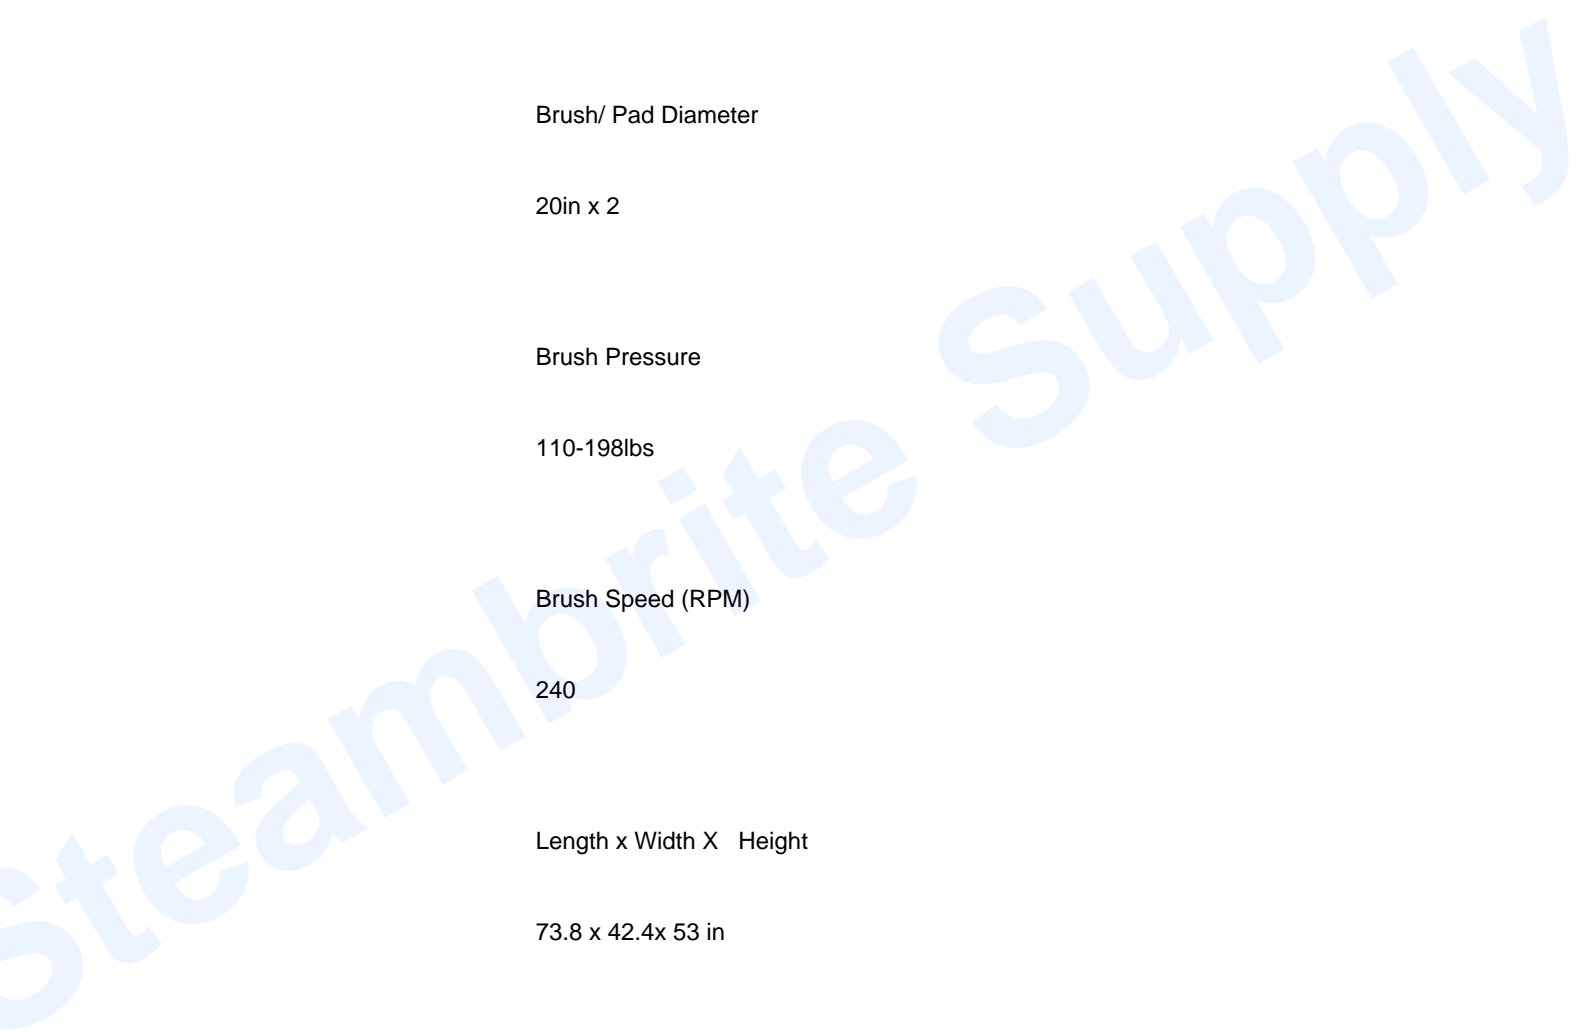 Brush/ Pad Diameter
20in x 2
Brush Pressure
110-198lbs
Brush Speed (RPM)
240
Length x Width X   Height
73.8 x 42.4x 53 in
Steambrite Supply